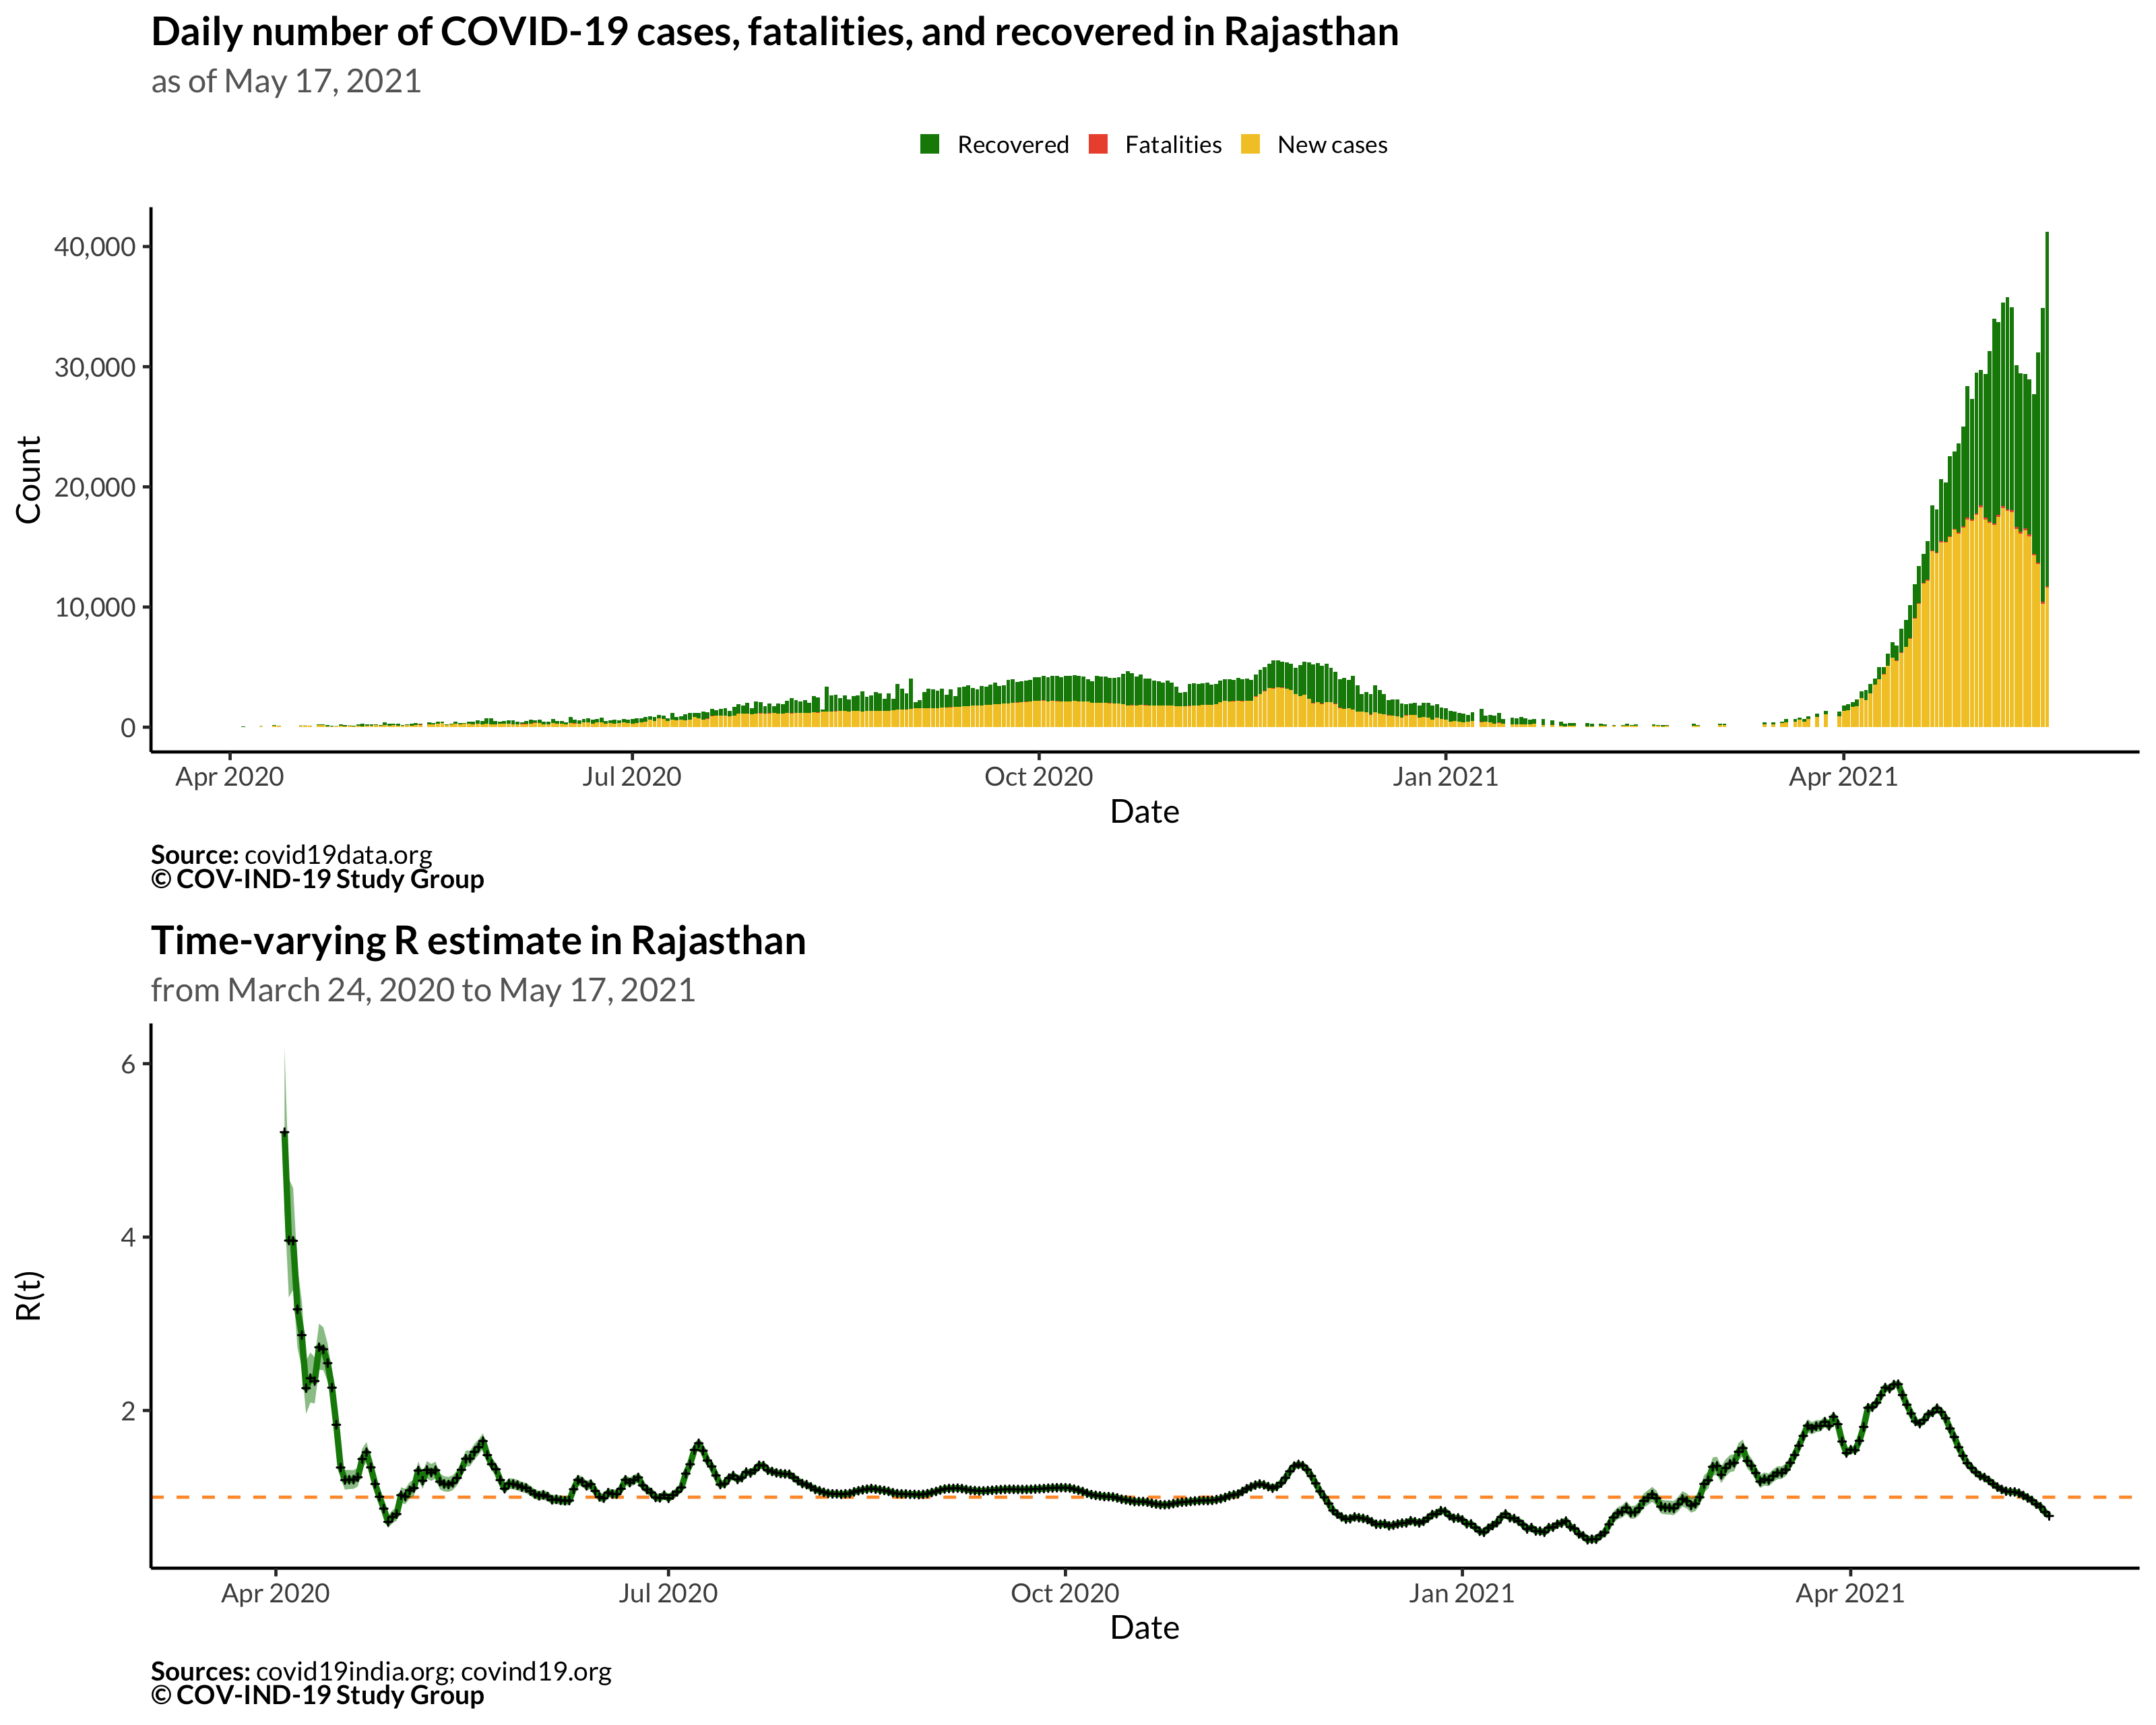 Daily number of COVID-19 cases, fatalities, and recovered in Rajasthan
as of May 17, 2021
Recovered Fatalities New cases
Count
40,000
30,000
20,000
10,000
0
Apr 2020 Jul 2020 Oct 2020 Jan 2021 Apr 2021
Date
Source: covid19data.org
© COV-IND-19 Study Group
Time-varying R estimate in Rajasthan
from March 24, 2020 to May 17, 2021
R(t)
6
4
2
Apr 2020 Jul 2020 Oct 2020 Jan 2021 Apr 2021
Date
Sources: covid19india.org; covind19.org
© COV-IND-19 Study Group